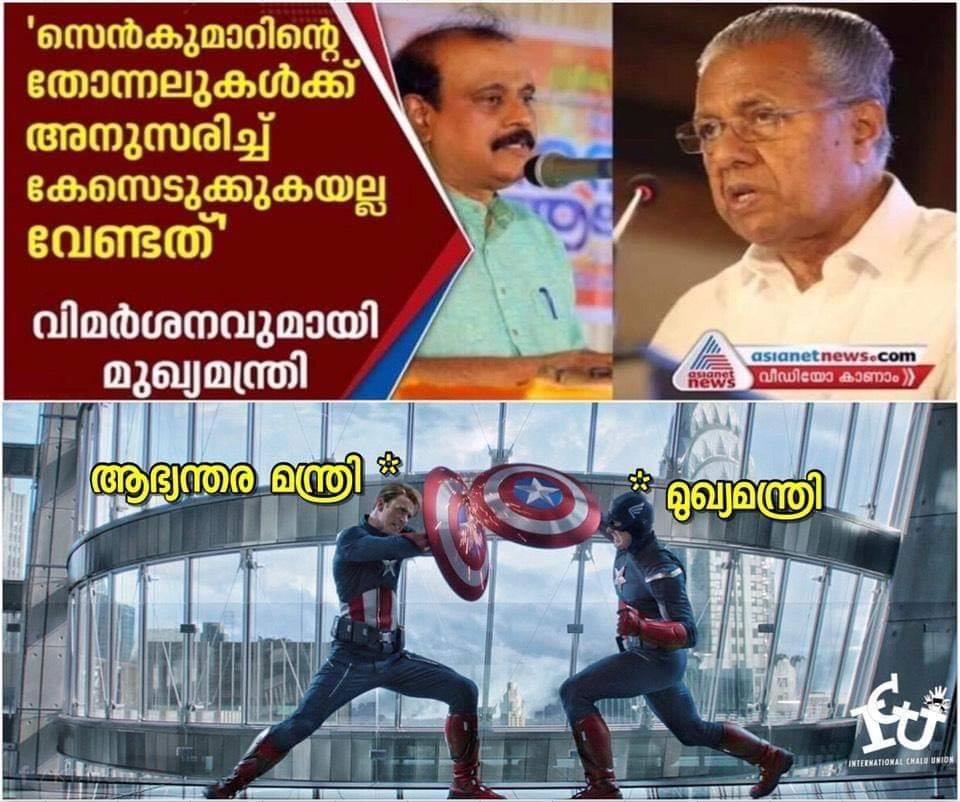 'സെൻകുമാറിന്റെ
തോന്നലുകൾക്ക്
അനുസരിച്ച്
കേസെടുക്കുകയല്ല
വേണ്ടത്'
വിമർശനവുമായി
മുഖ്യമന്ത്രി
asianet
news
asianetnews.com
വീഡിയോ കാണാം »
ആഭ്യന്തര മന്ത്രി *
* മുഖ്യമന്ത്രി
ICU
INTERNATIONAL CHALU UNION